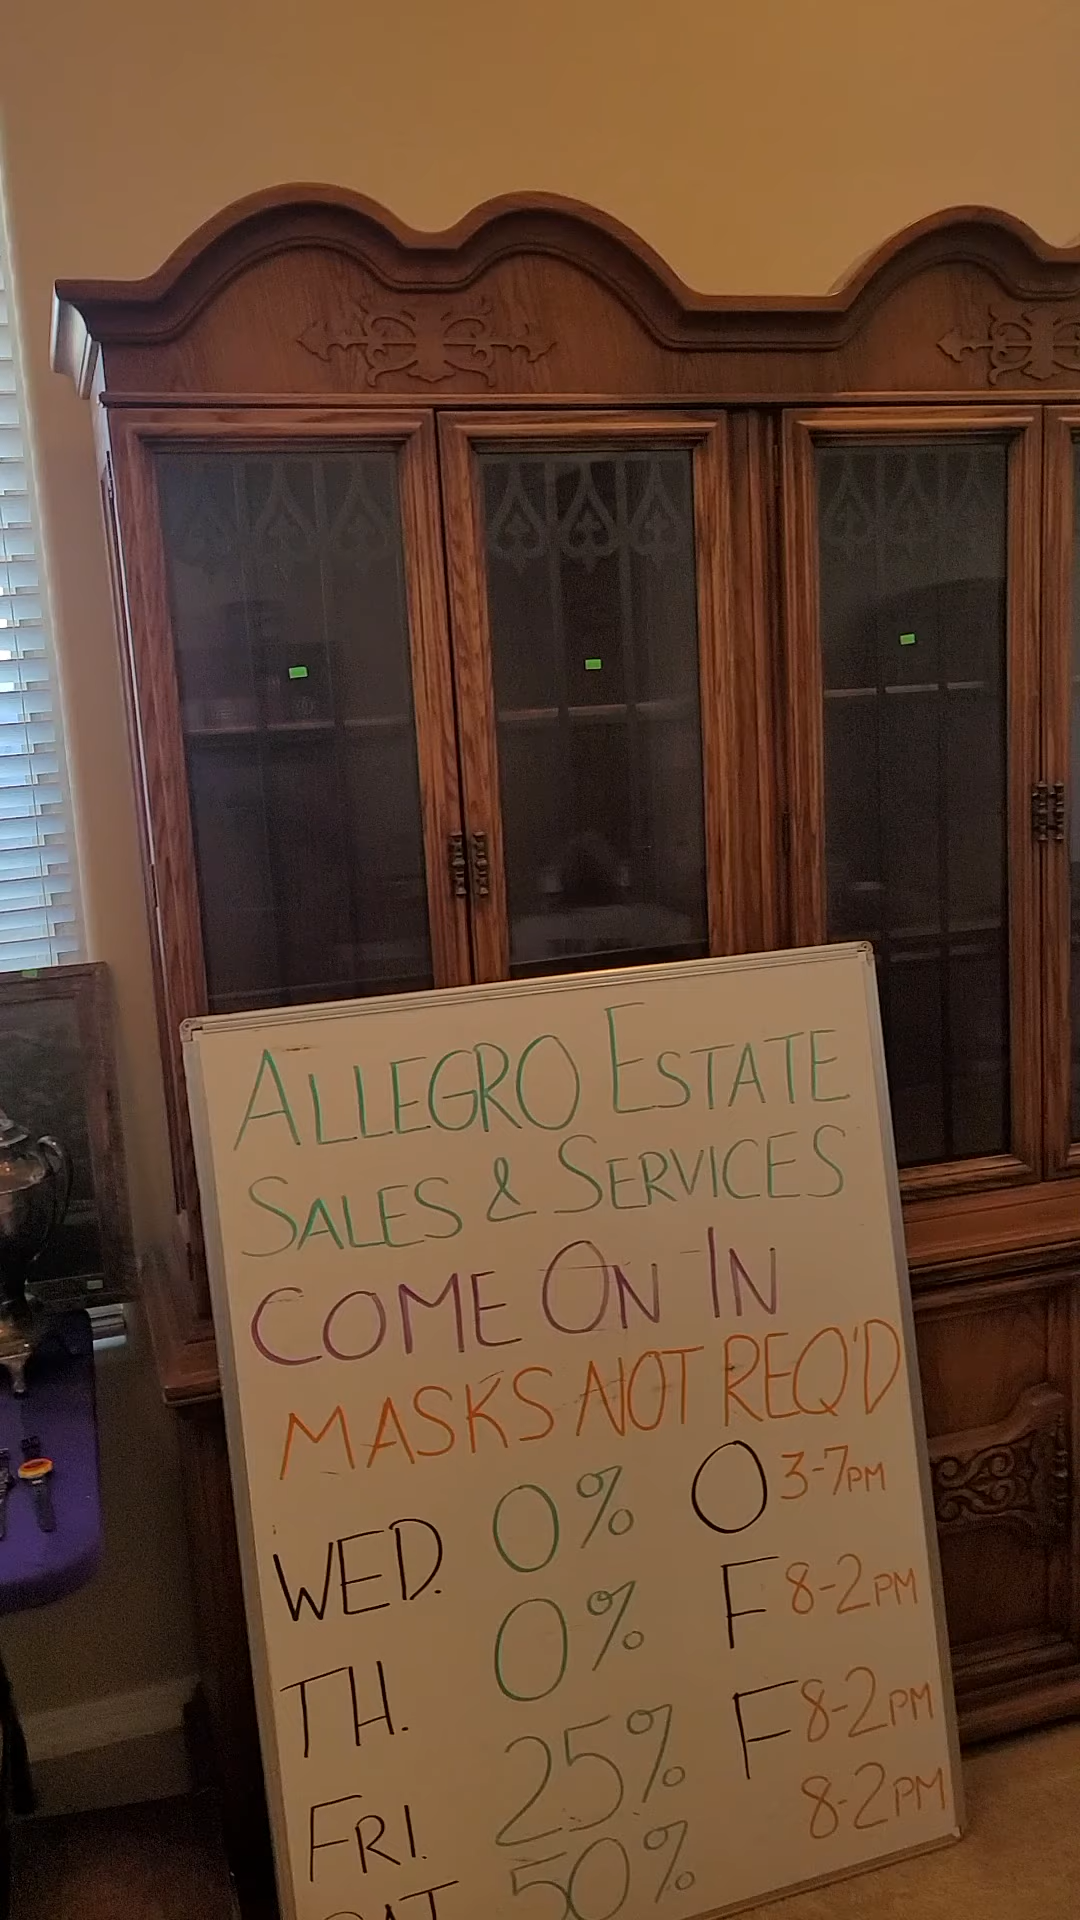 ALLEGRO ESTATE
SALES & SERVICES
COME ON IN
MASKS NOT REQ'D
WED. 0% O 3-7PM
TH. 0% F 8-2PM
FRI. 25% F 8-2PM
SAT 50% 8-2PM